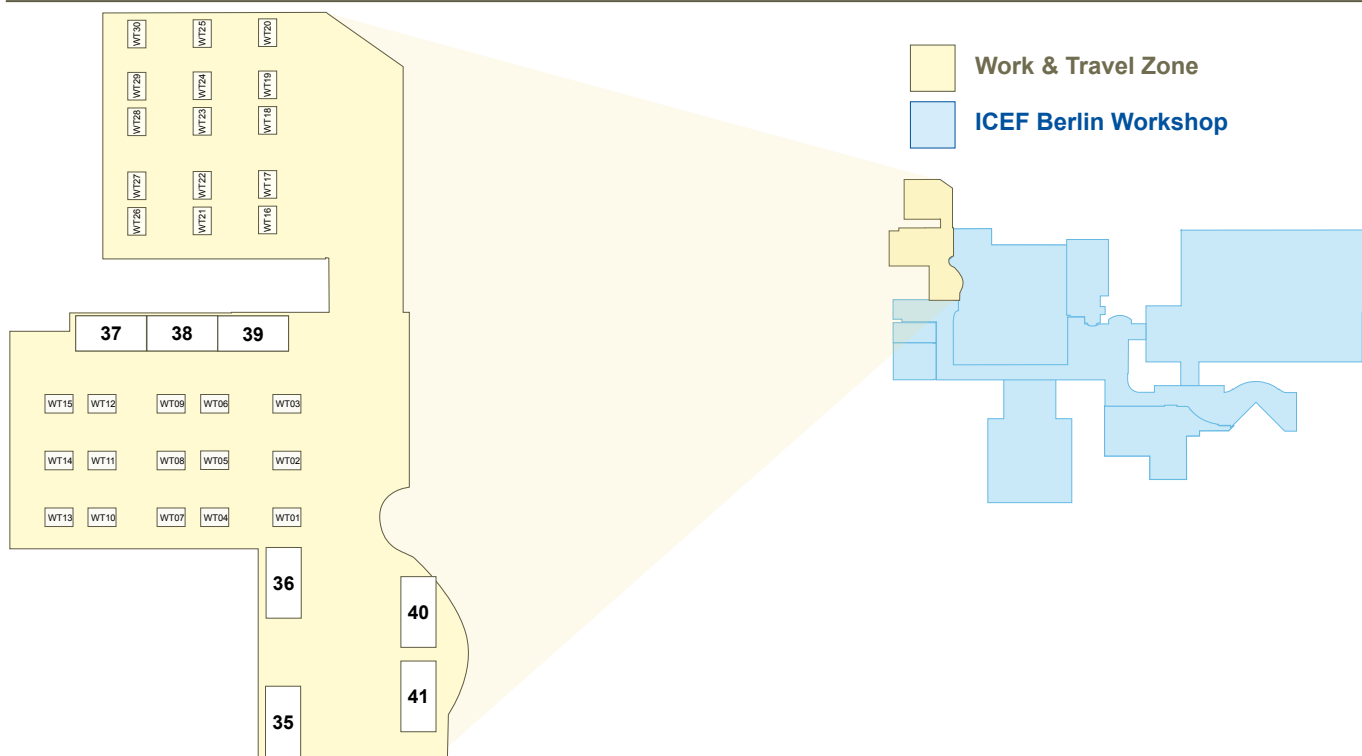 WT30 WT25 WT20
WT29 WT24 WT19
WT28 WT23 WT18
WT27 WT22 WT17
WT26 WT21 WT16
37 38 39
WT15 WT12 WT09 WT06 WT03
WT14 WT11 WT08 WT05 WT02
WT13 WT10 WT07 WT04 WT01
36
40
41
35
Work & Travel Zone
ICEF Berlin Workshop